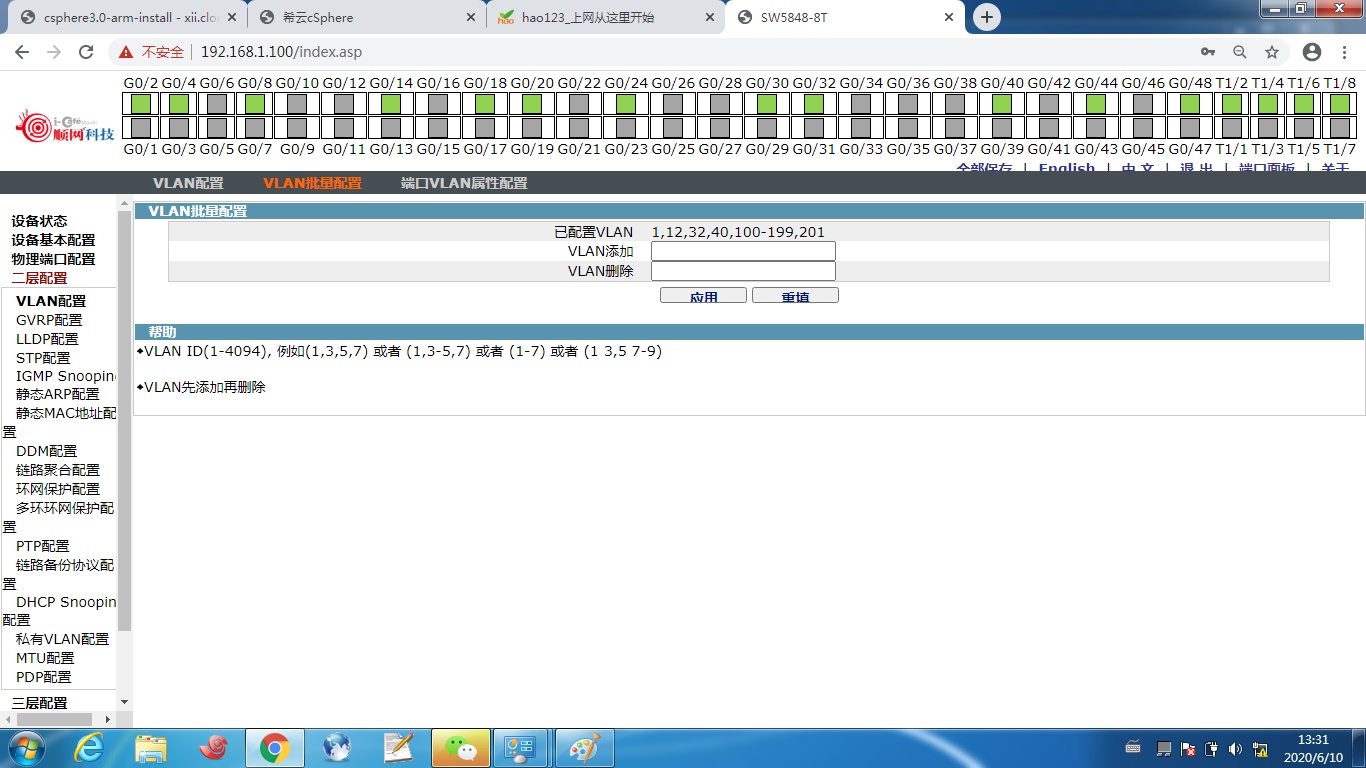 csphere3.0-arm-install - xii.clo
希云cSphere
hao123_上网从这里开始
SW5848-8T
不安全 192.168.1.100/index.asp
G0/2 G0/4 G0/6 G0/8 G0/10 G0/12 G0/14 G0/16 G0/18 G0/20 G0/22 G0/24 G0/26 G0/28 G0/30 G0/32 G0/34 G0/36 G0/38 G0/40 G0/42 G0/44 G0/46 G0/48 T1/2 T1/4 T1/6 T1/8
i-Café
顺网科技
G0/1 G0/3 G0/5 G0/7 G0/9 G0/11 G0/13 G0/15 G0/17 G0/19 G0/21 G0/23 G0/25 G0/27 G0/29 G0/31 G0/33 G0/35 G0/37 G0/39 G0/41 G0/43 G0/45 G0/47 T1/1 T1/3 T1/5 T1/7
全部保存 | English | 中 文 | 退 出 | 端口面板 | 关于
VLAN配置 VLAN批量配置 端口VLAN属性配置
设备状态
设备基本配置
物理端口配置
二层配置
VLAN配置
GVRP配置
LLDP配置
STP配置
IGMP Snooping
静态ARP配置
静态MAC地址配
置
DDM配置
链路聚合配置
环网保护配置
多环环网保护配
置
PTP配置
链路备份协议配
置
DHCP Snoopin
配置
私有VLAN配置
MTU配置
PDP配置
三层配置
VLAN批量配置
已配置VLAN 1,12,32,40,100-199,201
VLAN添加
VLAN删除
应用 重填
帮助
◆VLAN ID(1-4094), 例如(1,3,5,7) 或者 (1,3-5,7) 或者 (1-7) 或者 (1 3,5 7-9)
◆VLAN先添加再删除
13:31
2020/6/10